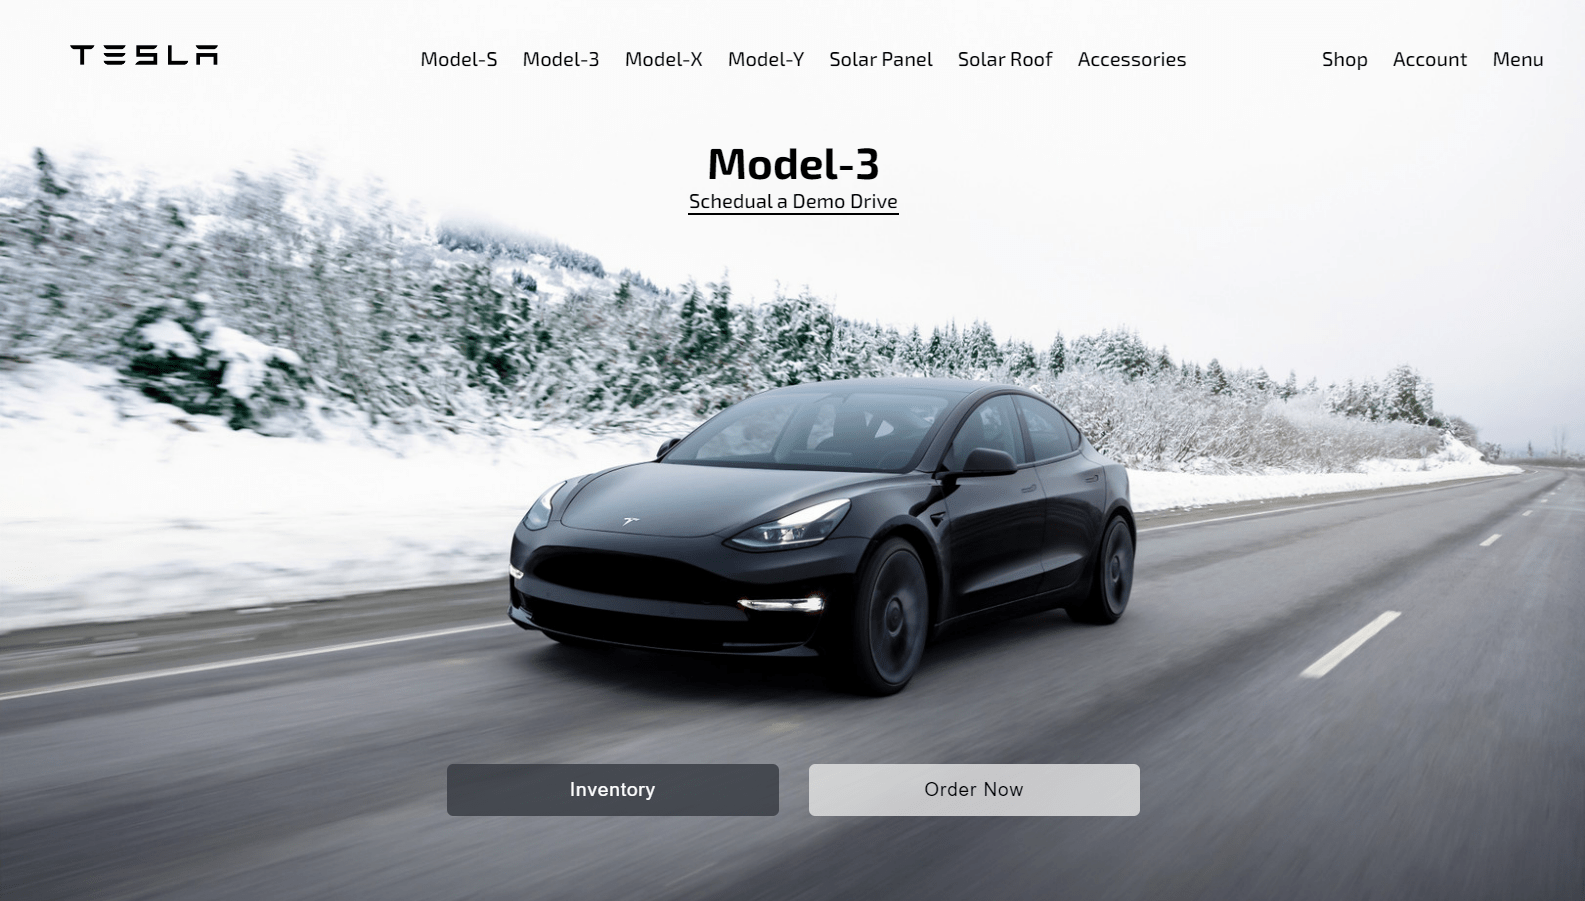 TESLA
Model-S Model-3 Model-X Model-Y Solar Panel Solar Roof Accessories
Shop Account Menu
Model-3
Schedual a Demo Drive
Inventory
Order Now